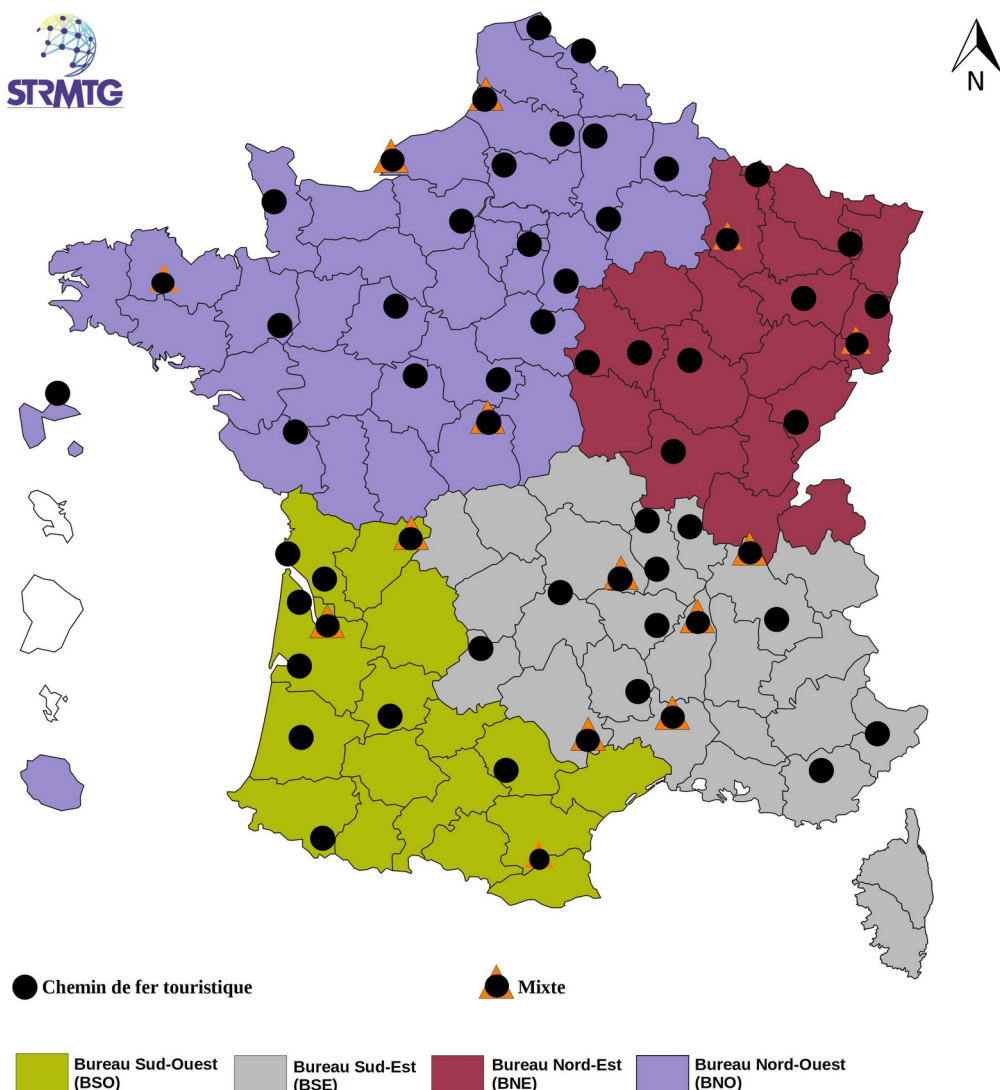 STRMTG
N
Chemin de fer touristique
Mixte
Bureau Sud-Ouest
(BSO)
Bureau Sud-Est
(BSE)
Bureau Nord-Est
(BNE)
Bureau Nord-Ouest
(BNO)